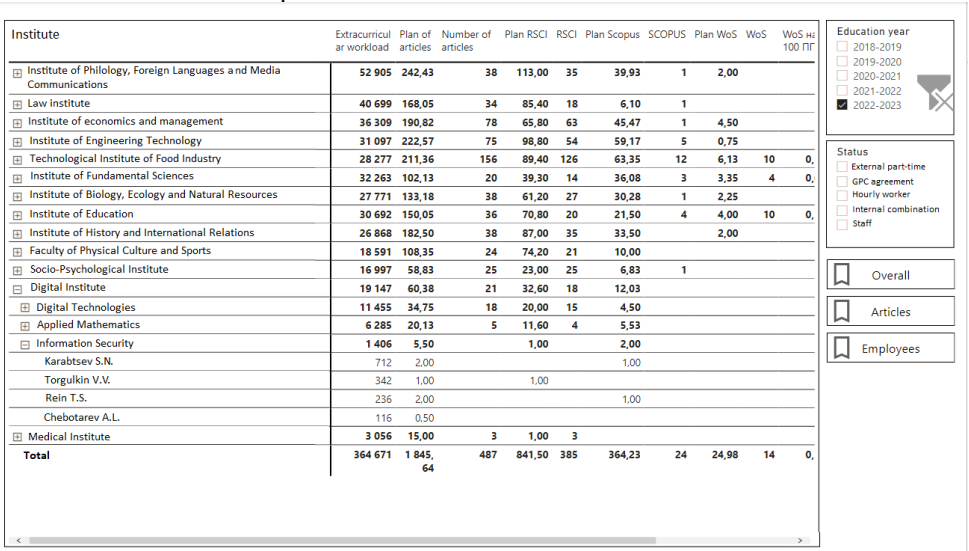 Institute Extracurricul Plan of Number of Plan RSCI RSCI Plan Scopus SCOPUS Plan WoS WoS WoS на
ar workload articles articles 100 ПГ
Institute of Philology, Foreign Languages and Media 52 905 242,43 38 113,00 35 39,93 1 2,00
Communications
Law institute 40 699 168,05 34 85,40 18 6,10 1
Institute of economics and management 36 309 190,82 78 65,80 63 45,47 1 4,50
Institute of Engineering Technology 31 097 222,57 75 98,80 54 59,17 5 0,75
Technological Institute of Food Industry 28 277 211,36 156 89,40 126 63,35 12 6,13 10 0,
Institute of Fundamental Sciences 32 263 102,13 20 39,30 14 36,08 3 3,35 4 0,
Institute of Biology, Ecology and Natural Resources 27 771 133,18 38 61,20 27 30,28 1 2,25
Institute of Education 30 692 150,05 36 70,80 20 21,50 4 4,00 10 0,
Institute of History and International Relations 26 868 182,50 38 87,00 35 33,50 2,00
Faculty of Physical Culture and Sports 18 591 108,35 24 74,20 21 10,00
Socio-Psychological Institute 16 997 58,83 25 23,00 25 6,83 1
Digital Institute 19 147 60,38 21 32,60 18 12,03
Digital Technologies 11 455 34,75 18 20,00 15 4,50
Applied Mathematics 6 285 20,13 5 11,60 4 5,53
Information Security 1 406 5,50 1,00 2,00
Karabtsev S.N. 712 2,00 1,00
Torgulkin V.V. 342 1,00 1,00
Rein T.S. 236 2,00 1,00
Chebotarev A.L. 116 0,50
Medical Institute 3 056 15,00 3 1,00 3
Total 364 671 1 845, 487 841,50 385 364,23 24 24,98 14 0,
64
Education year
2018-2019
2019-2020
2020-2021
2021-2022
2022-2023
Status
External part-time
GPC agreement
Hourly worker
Internal combination
Staff
Overall
Articles
Employees